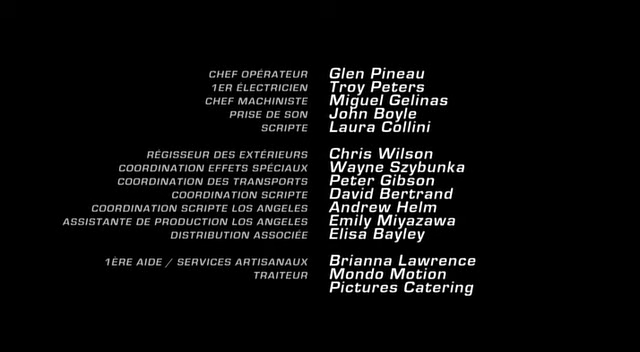 CHEF OPÉRATEUR Glen Pineau
1ER ÉLECTRICIEN Troy Peters
CHEF MACHINISTE Miguel Gelinas
PRISE DE SON John Boyle
SCRIPTE Laura Collini
RÉGISSEUR DES EXTÉRIEURS Chris Wilson
COORDINATION EFFETS SPÉCIAUX Wayne Szybunka
COORDINATION DES TRANSPORTS Peter Gibson
COORDINATION SCRIPTE David Bertrand
COORDINATION SCRIPTE LOS ANGELES Andrew Helm
ASSISTANTE DE PRODUCTION LOS ANGELES Emily Miyazawa
DISTRIBUTION ASSOCIÉE Elisa Bayley
1ÈRE AIDE / SERVICES ARTISANAUX Brianna Lawrence
TRAITEUR Mondo Motion
Pictures Catering